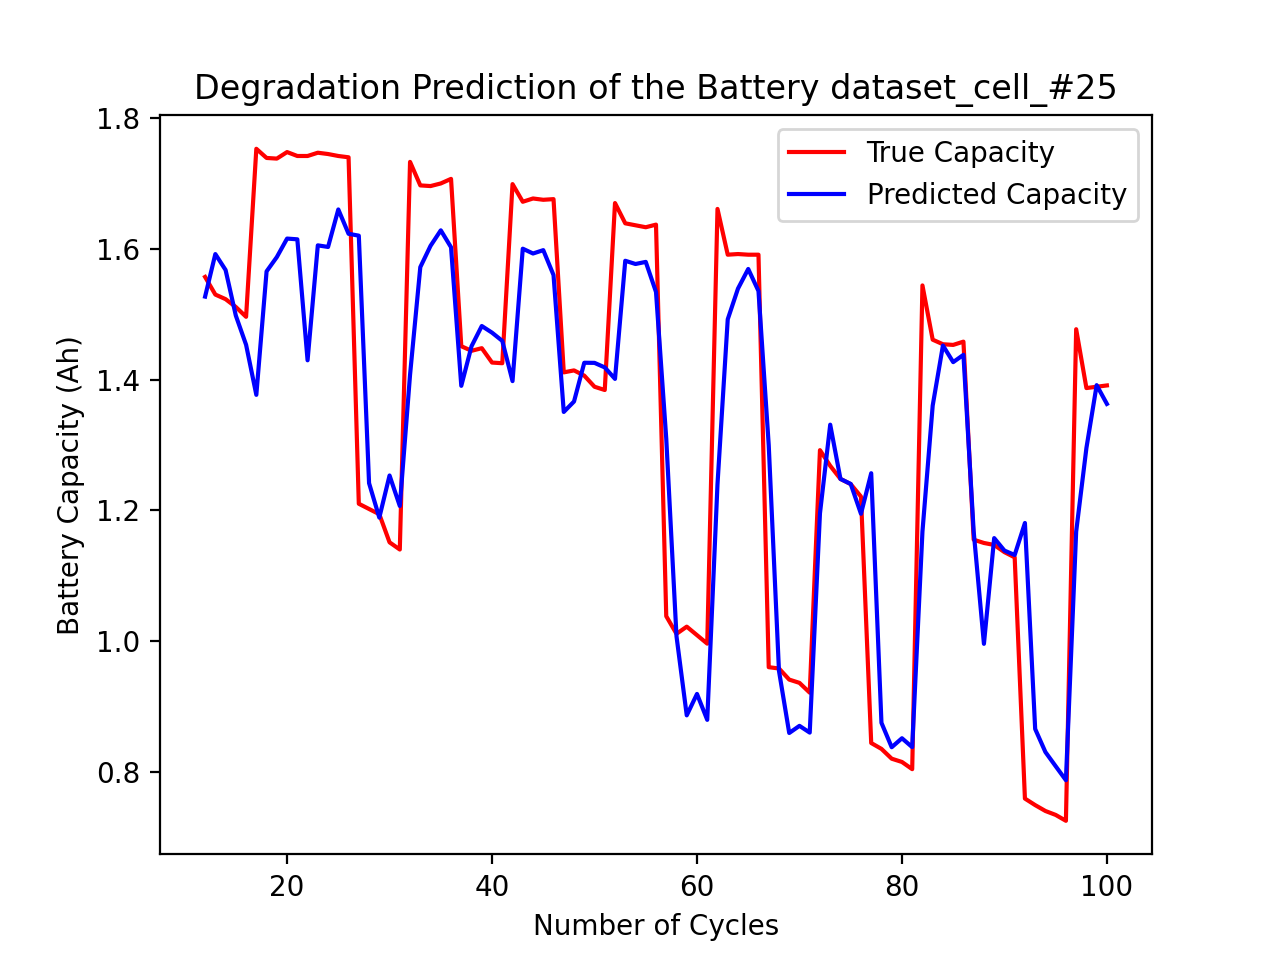 Degradation Prediction of the Battery dataset_cell_#25
True Capacity
Predicted Capacity
Battery Capacity (Ah)
1.8
1.6
1.4
1.2
1.0
0.8
20 40 60 80 100
Number of Cycles